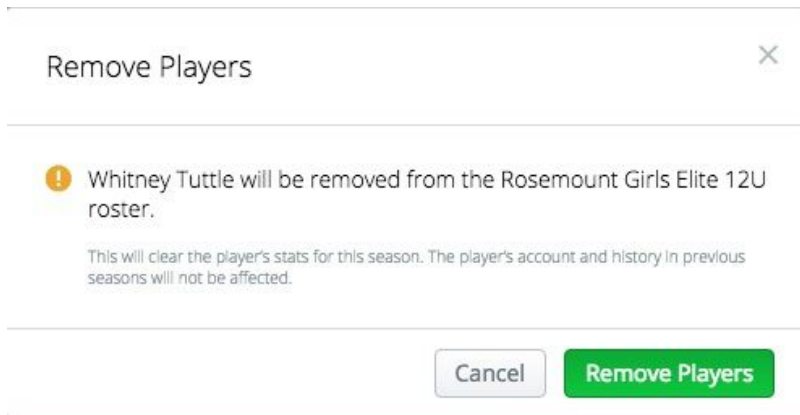 Remove Players
Whitney Tuttle will be removed from the Rosemount Girls Elite 12U
roster.
This will clear the player's stats for this season. The player's account and history in previous
seasons will not be affected.
Cancel
Remove Players